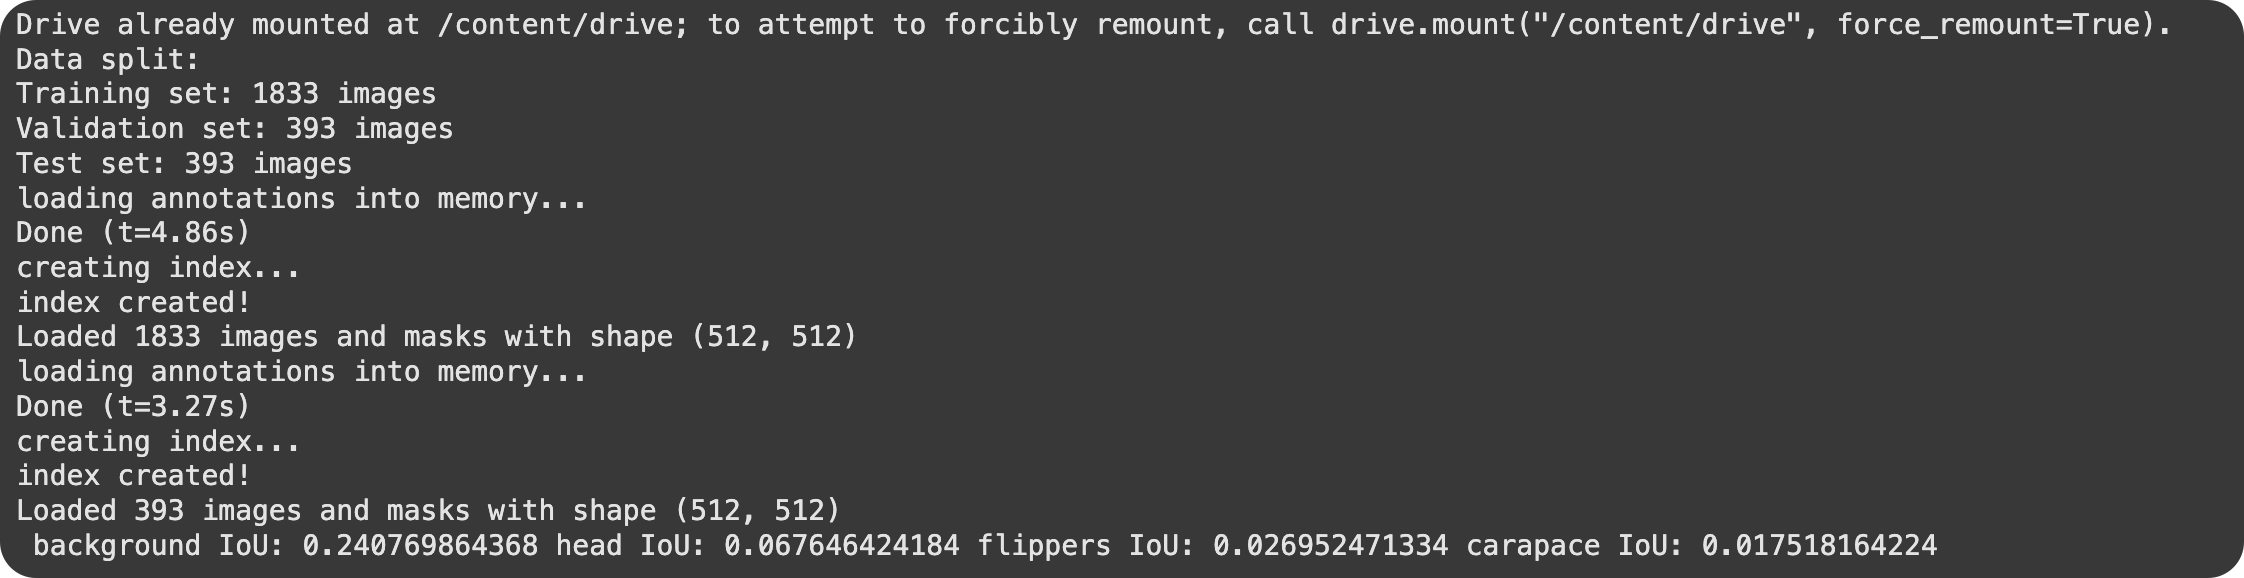 Drive already mounted at /content/drive; to attempt to forcibly remount, call drive.mount("/content/drive", force_remount=True).
Data split:
Training set: 1833 images
Validation set: 393 images
Test set: 393 images
loading annotations into memory...
Done (t=4.86s)
creating index...
index created!
Loaded 1833 images and masks with shape (512, 512)
loading annotations into memory...
Done (t=3.27s)
creating index...
index created!
Loaded 393 images and masks with shape (512, 512)
background IoU: 0.240769864368 head IoU: 0.067646424184 flippers IoU: 0.026952471334 carapace IoU: 0.017518164224